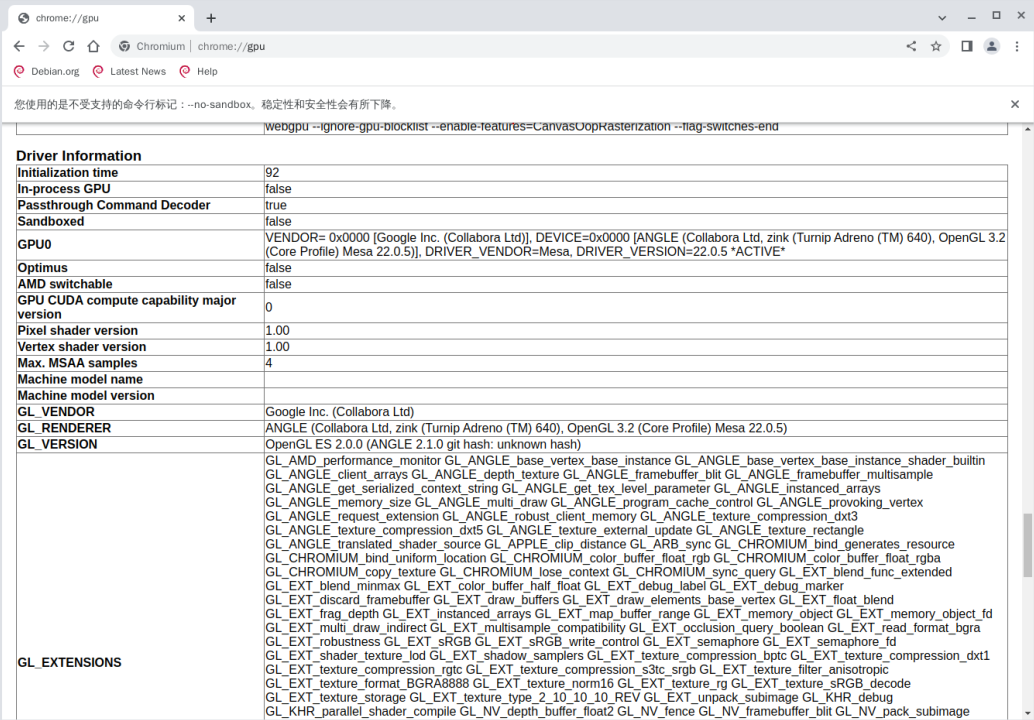 chrome://gpu
Chromium | chrome://gpu
Debian.org Latest News Help
您使用的是不受支持的命令行标记：--no-sandbox。稳定性和安全性会有所下降。
webgpu --ignore-gpu-blocklist --enable-features=CanvasOopRasterization --flag-switches-end
Driver Information
Initialization time 92
In-process GPU false
Passthrough Command Decoder true
Sandboxed false
GPU0 VENDOR= 0x0000 [Google Inc. (Collabora Ltd)], DEVICE=0x0000 [ANGLE (Collabora Ltd, zink (Turnip Adreno (TM) 640), OpenGL 3.2
(Core Profile) Mesa 22.0.5)], DRIVER_VENDOR=Mesa, DRIVER_VERSION=22.0.5 *ACTIVE*
Optimus false
AMD switchable false
GPU CUDA compute capability major
version 0
Pixel shader version 1.00
Vertex shader version 1.00
Max. MSAA samples 4
Machine model name
Machine model version
GL_VENDOR Google Inc. (Collabora Ltd)
GL_RENDERER ANGLE (Collabora Ltd, zink (Turnip Adreno (TM) 640), OpenGL 3.2 (Core Profile) Mesa 22.0.5)
GL_VERSION OpenGL ES 2.0.0 (ANGLE 2.1.0 git hash: unknown hash)
GL_EXTENSIONS
GL_AMD_performance_monitor GL_ANGLE_base_vertex_base_instance GL_ANGLE_base_vertex_base_instance_shader_builtin
GL_ANGLE_client_arrays GL_ANGLE_depth_texture GL_ANGLE_framebuffer_blit GL_ANGLE_framebuffer_multisample
GL_ANGLE_get_serialized_context_string GL_ANGLE_get_tex_level_parameter GL_ANGLE_instanced_arrays
GL_ANGLE_memory_size GL_ANGLE_multi_draw GL_ANGLE_program_cache_control GL_ANGLE_provoking_vertex
GL_ANGLE_request_extension GL_ANGLE_robust_client_memory GL_ANGLE_texture_compression_dxt3
GL_ANGLE_texture_compression_dxt5 GL_ANGLE_texture_external_update GL_ANGLE_texture_rectangle
GL_ANGLE_translated_shader_source GL_APPLE_clip_distance GL_ARB_sync GL_CHROMIUM_bind_generates_resource
GL_CHROMIUM_bind_uniform_location GL_CHROMIUM_color_buffer_float_rgb GL_CHROMIUM_color_buffer_float_rgba
GL_CHROMIUM_copy_texture GL_CHROMIUM_lose_context GL_CHROMIUM_sync_query GL_EXT_blend_func_extended
GL_EXT_blend_minmax GL_EXT_color_buffer_half_float GL_EXT_debug_label GL_EXT_debug_marker
GL_EXT_discard_framebuffer GL_EXT_draw_buffers GL_EXT_draw_elements_base_vertex GL_EXT_float_blend
GL_EXT_frag_depth GL_EXT_instanced_arrays GL_EXT_map_buffer_range GL_EXT_memory_object GL_EXT_memory_object_fd
GL_EXT_multi_draw_indirect GL_EXT_multisample_compatibility GL_EXT_occlusion_query_boolean GL_EXT_read_format_bgra
GL_EXT_robustness GL_EXT_sRGB GL_EXT_sRGB_write_control GL_EXT_semaphore GL_EXT_semaphore_fd
GL_EXT_shader_texture_lod GL_EXT_shadow_samplers GL_EXT_texture_compression_bptc GL_EXT_texture_compression_dxt1
GL_EXT_texture_compression_rgtc GL_EXT_texture_compression_s3tc_srgb GL_EXT_texture_filter_anisotropic
GL_EXT_texture_format_BGRA8888 GL_EXT_texture_norm16 GL_EXT_texture_rg GL_EXT_texture_sRGB_decode
GL_EXT_texture_storage GL_EXT_texture_type_2_10_10_10_REV GL_EXT_unpack_subimage GL_KHR_debug
GL_KHR_parallel_shader_compile GL_NV_depth_buffer_float2 GL_NV_fence GL_NV_framebuffer_blit GL_NV_pack_subimage